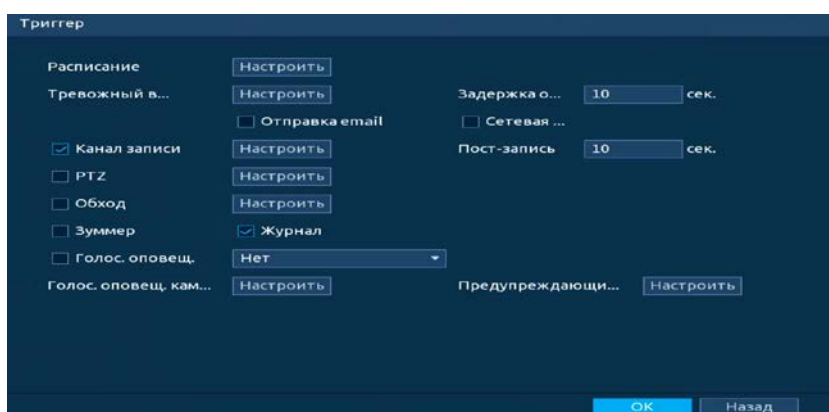 Триггер
Расписание Настроить
Тревожный в... Настроить Задержка о... 10 сек.
Отправка email Сетевая ...
Канал записи Настроить Пост-запись 10 сек.
PTZ Настроить
Обход Настроить
Зуммер Журнал
Голос. оповещ. Нет
Голос. оповещ. кам... Настроить Предупреждающи... Настроить
ОК Назад